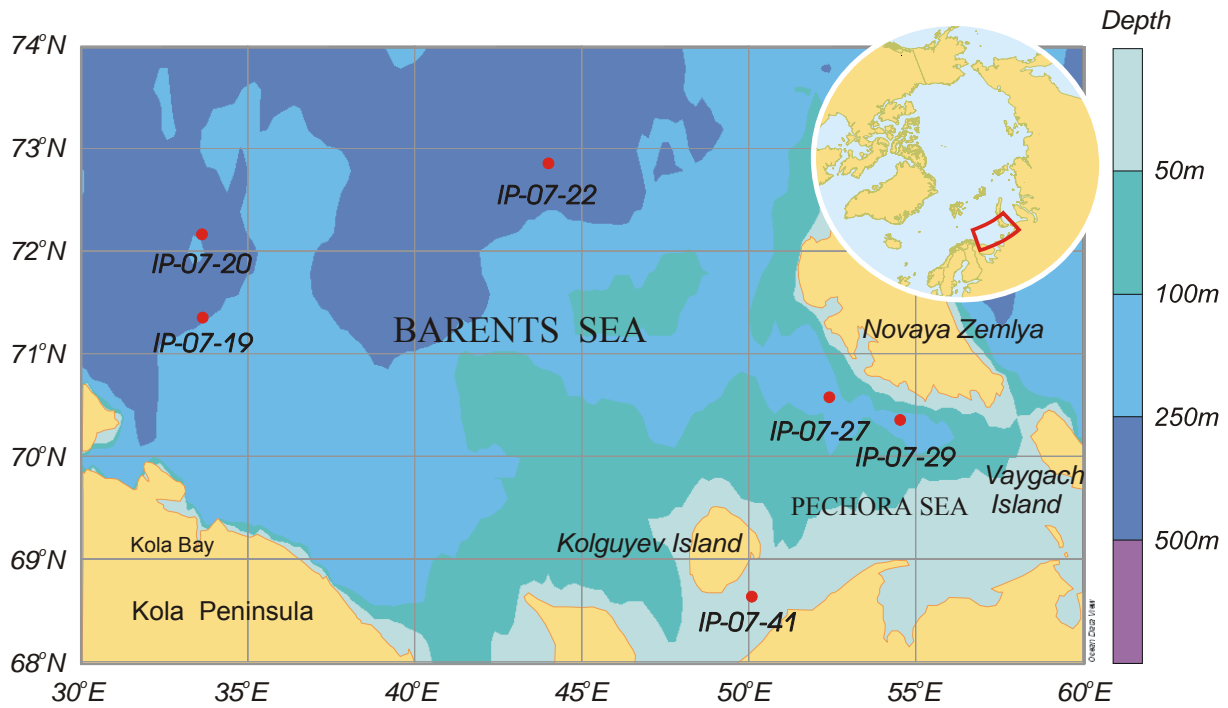 Depth
74°N
73°N
50m
IP-07-22
72°N
IP-07-20
100m
BARENTS SEA
Novaya Zemlya
IP-07-19
71°N
250m
IP-07-27
70°N
IP-07-29
Vaygach
Island
PECHORA SEA
500m
Kola Bay
Kolguyev Island
69°N
Kola Peninsula
IP-07-41
Ocean Data View
68°N
30°E
35°E
40°E
45°E
50°E
55°E
60°E